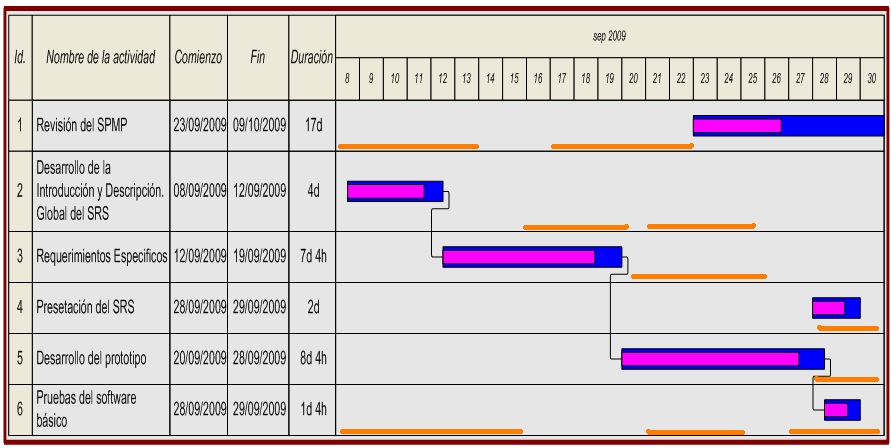 Id.
Nombre de la actividad
Comienzo
Fin
Duración
sep 2009
8 9 10 11 12 13 14 15 16 17 18 19 20 21 22 23 24 25 26 27 28 29 30
1 Revisión del SPMP 23/09/2009 09/10/2009 17d
2 Desarrollo de la
Introducción y Descripción. 08/09/2009 12/09/2009 4d
Global del SRS
3 Requerimientos Especificos 12/09/2009 19/09/2009 7d 4h
4 Presetación del SRS 28/09/2009 29/09/2009 2d
5 Desarrollo del prototipo 20/09/2009 28/09/2009 8d 4h
6 Pruebas del software
básico 28/09/2009 29/09/2009 1d 4h